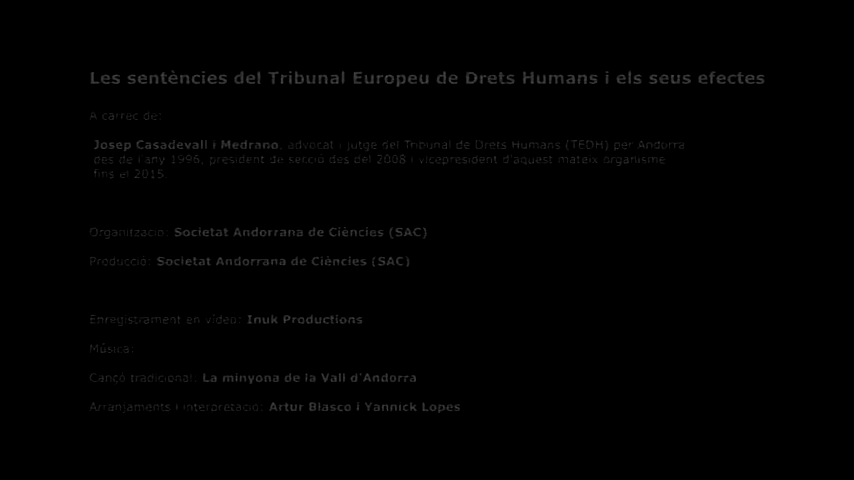 Les sentències del Tribunal Europeu de Drets Humans i els seus efectes
A càrrec de:
Josep Casadevall i Medrano, advocat i jutge del Tribunal de Drets Humans (TEDH) per Andorra
des de l'any 1996, president de secció des del 2008 i vicepresident d'aquest mateix organisme
fins el 2015.
Organització: Societat Andorrana de Ciències (SAC)
Producció: Societat Andorrana de Ciències (SAC)
Enregistrament en vídeo: Inuk Productions
Música:
Cançó tradicional: La minyona de la Vall d'Andorra
Arranjaments i interpretació: Artur Blasco i Yannick Lopes